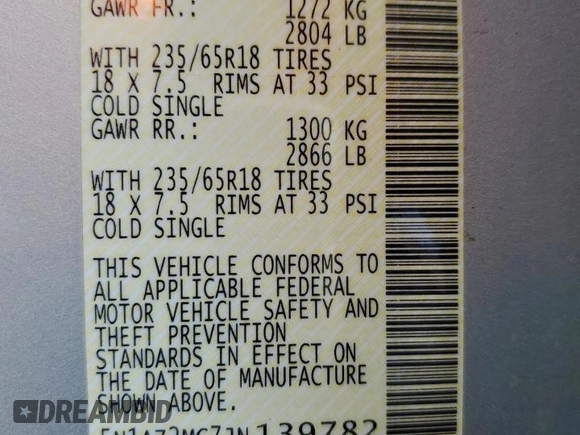 GAWR FR.: 1272 KG
2804 LB
WITH 235/65R18 TIRES
18 X 7.5 RIMS AT 33 PSI
COLD SINGLE
GAWR RR.: 1300 KG
2866 LB
WITH 235/65R18 TIRES
18 X 7.5 RIMS AT 33 PSI
COLD SINGLE
THIS VEHICLE CONFORMS TO
ALL APPLICABLE FEDERAL
MOTOR VEHICLE SAFETY AND
THEFT PREVENTION
STANDARDS IN EFFECT ON
THE DATE OF MANUFACTURE
SHOWN ABOVE.
DREAMBID
5N1AZ2MG7JN139782